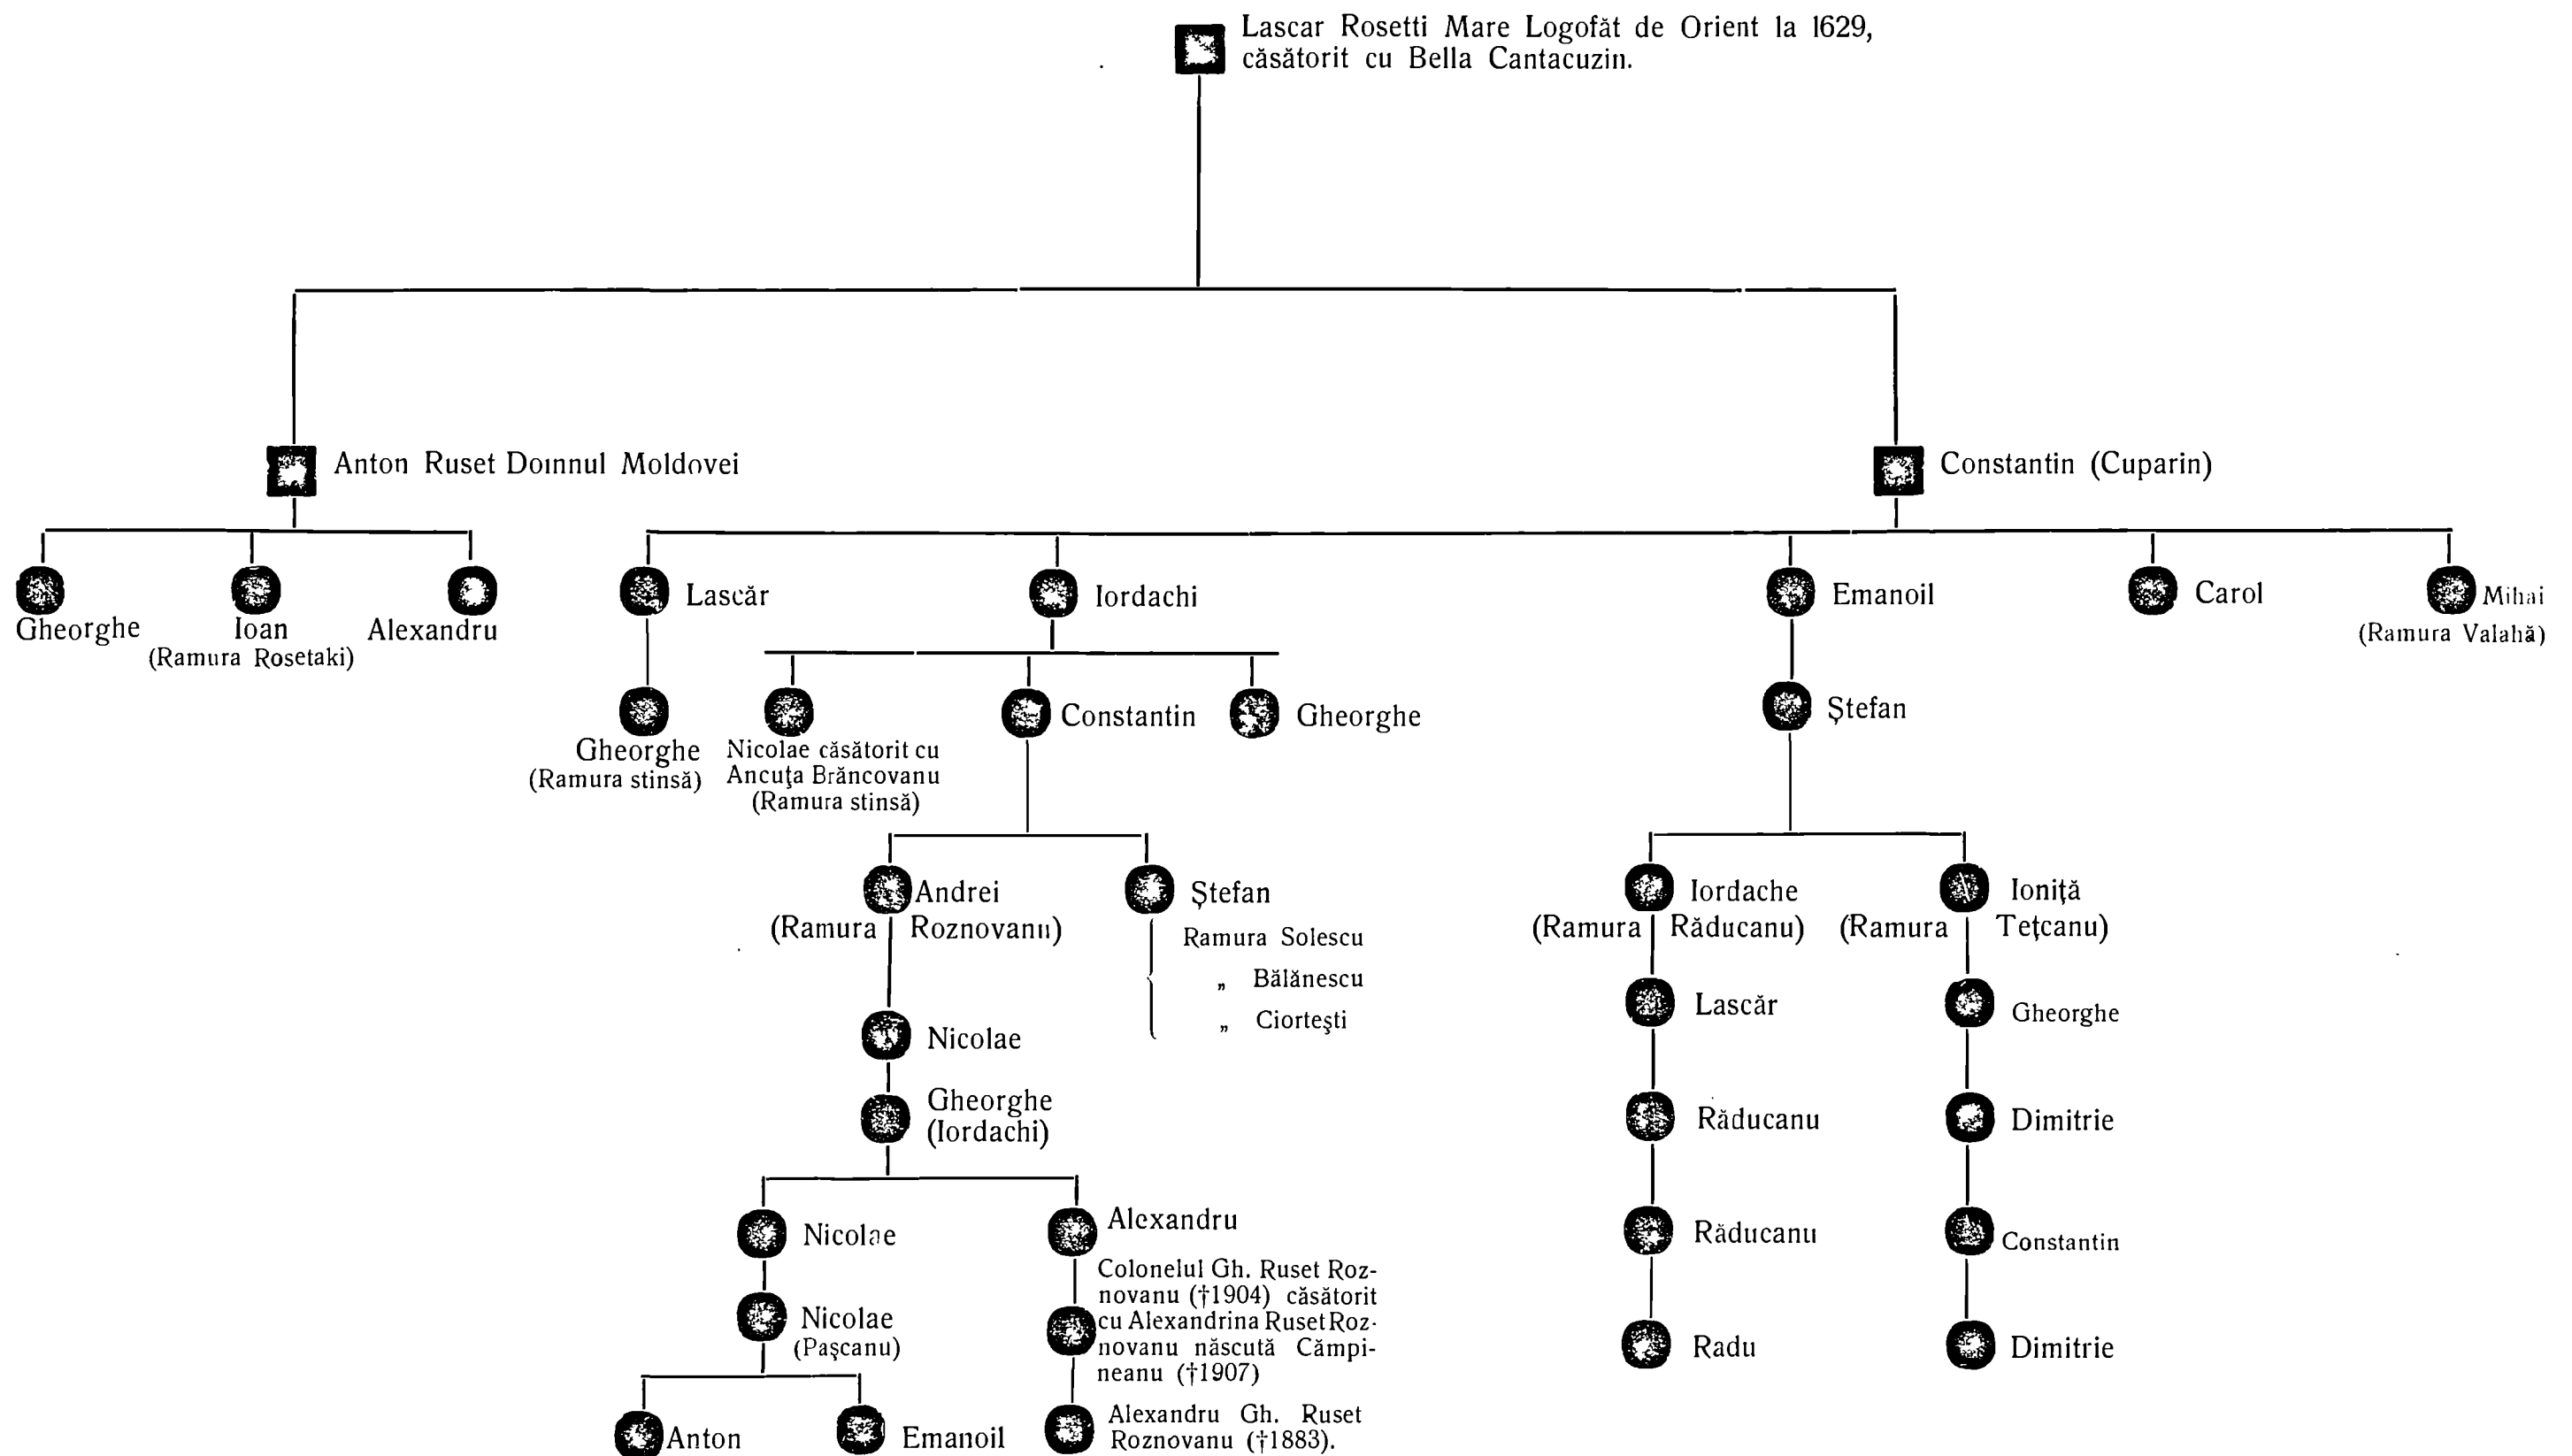 Lascar Rosetti Mare Logofăt de Orient la 1629,
căsătorit cu Bella Cantacuzin.
Anton Ruset Domnul Moldovei
Constantin (Cuparin)
Gheorghe
Ioan
(Ramura Rosetaki)
Alexandru
Lascăr
Iordachi
Emanoil
Carol
Mihai
(Ramura Valahă)
Gheorghe
(Ramura stinsă)
Nicolae căsătorit cu
Ancuţa Brăncovanu
(Ramura stinsă)
Constantin
Gheorghe
Ştefan
Andrei
(Ramura Roznovanu)
Ştefan
Ramura Solescu
„ Bălănescu
„ Ciorteşti
Iordache
(Ramura Răducanu)
Ioniţă
(Ramura Teţcanu)
Nicolae
Lascăr
Gheorghe
Gheorghe
(Iordachi)
Răducanu
Dimitrie
Nicolae
Alexandru
Răducanu
Constantin
Nicolae
(Paşcanu)
Colonelul Gh. Ruset Roz-
novanu (†1904) căsătorit
cu Alexandrina Ruset Roz-
novanu născută Cămpi-
neanu (†1907)
Radu
Dimitrie
Anton
Emanoil
Alexandru Gh. Ruset
Roznovanu (†1883).